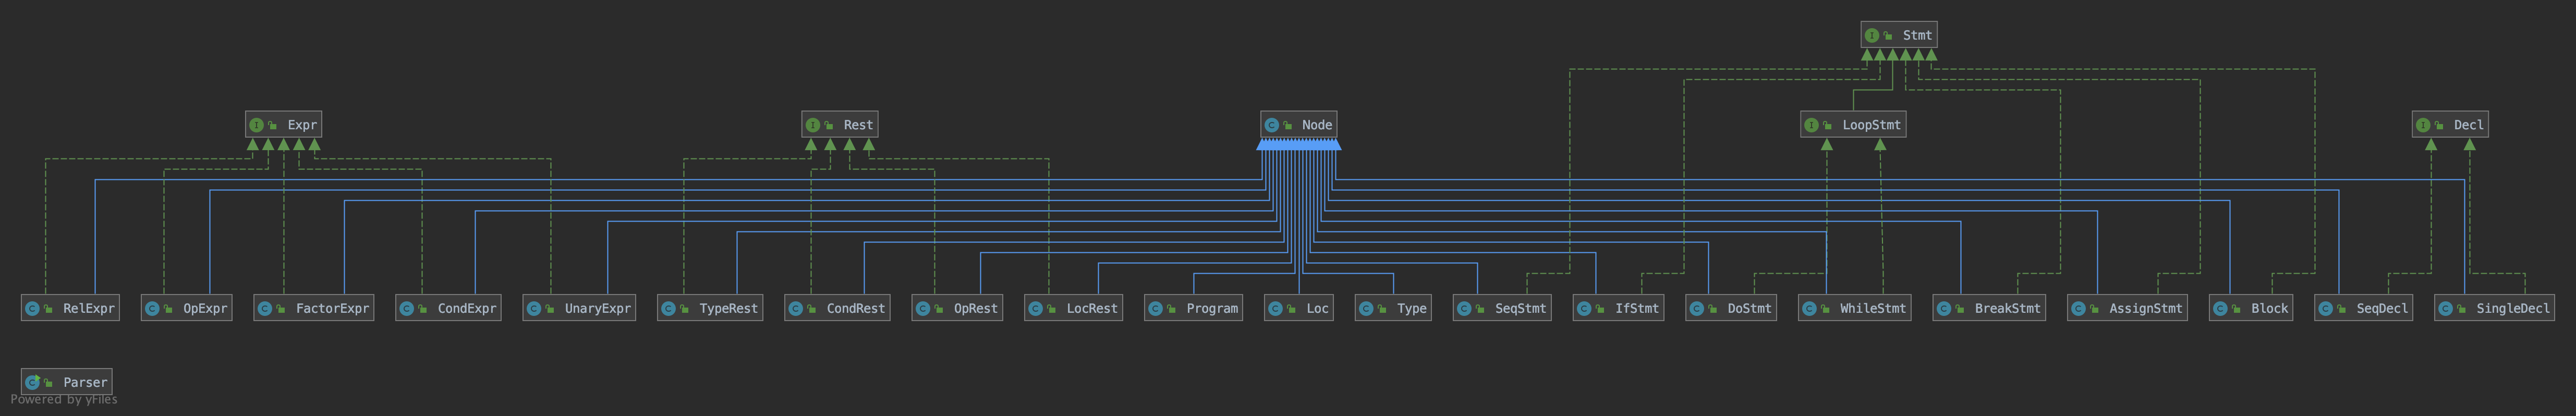 Stmt
Expr
Rest
Node
LoopStmt
Decl
RelExpr
OpExpr
FactorExpr
CondExpr
UnaryExpr
TypeRest
CondRest
OpRest
LocRest
Program
Loc
Type
SeqStmt
IfStmt
DoStmt
WhileStmt
BreakStmt
AssignStmt
Block
SeqDecl
SingleDecl
Parser
Powered by yFiles